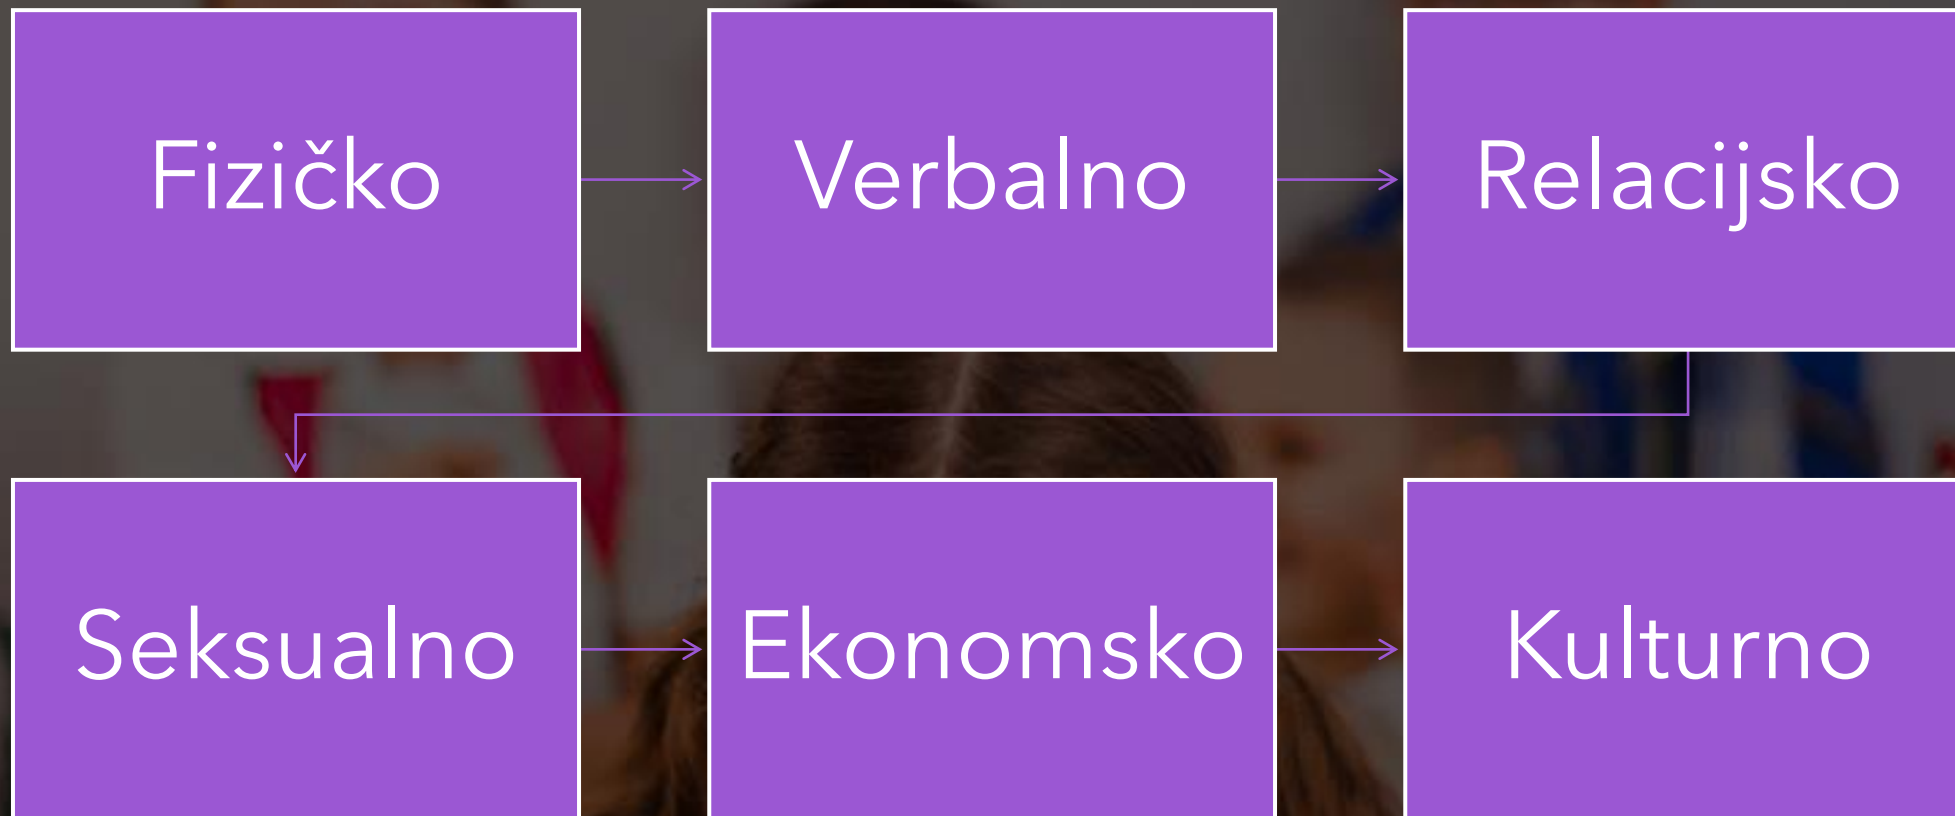 Fizičko
Verbalno
Relacijsko
Seksualno
Ekonomsko
Kulturno